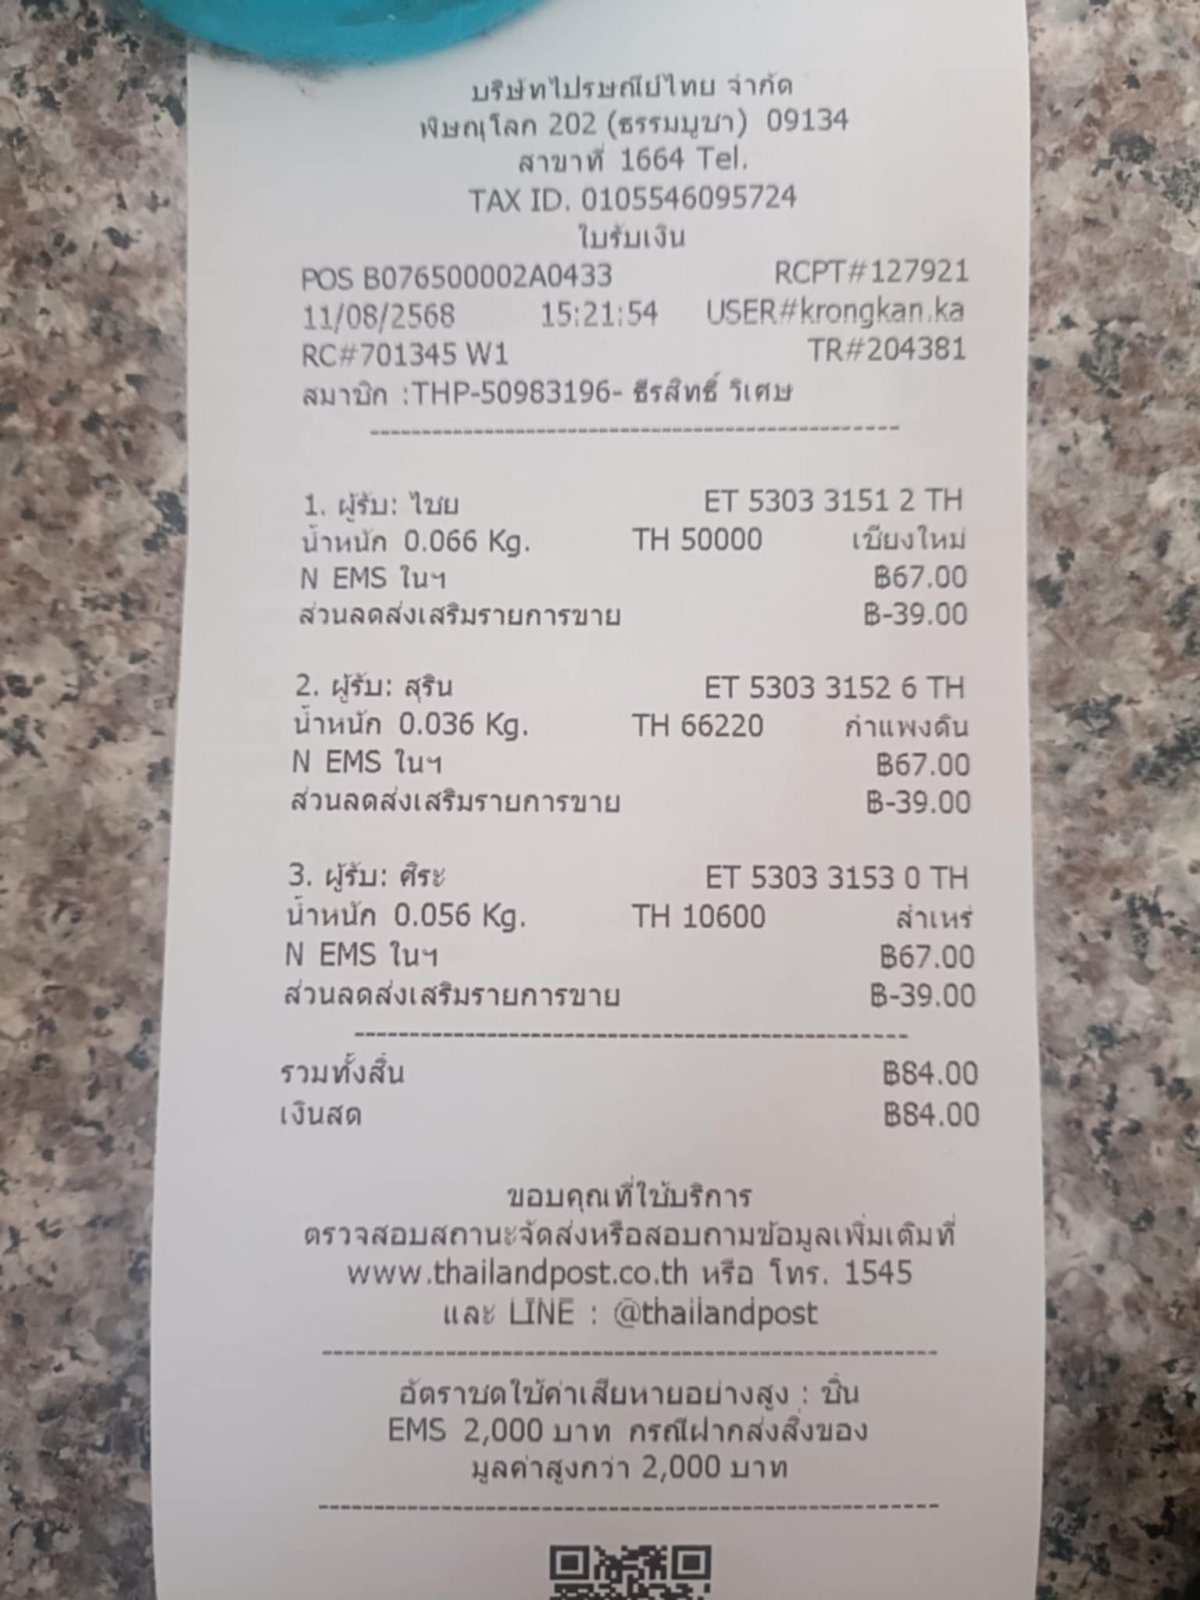 บริษัทไปรษณีย์ไทย จำกัด
พิษณุโลก 202 (ธรรมบูชา) 09134
สาขาที่ 1664 Tel.
TAX ID. 0105546095724
ใบรับเงิน
POS B076500002A0433 RCPT#127921
11/08/2568 15:21:54 USER#krongkan.ka
RC#701345 W1 TR#204381
สมาชิก :THP-50983196- ธีรสิทธิ์ วิเศษ
1. ผู้รับ: ไชย ET 5303 3151 2 TH
น้ำหนัก 0.066 Kg. TH 50000 เชียงใหม่
N EMS ในฯ ฿67.00
ส่วนลดส่งเสริมรายการขาย ฿-39.00
2. ผู้รับ: สุริน ET 5303 3152 6 TH
น้ำหนัก 0.036 Kg. TH 66220 กำแพงดิน
N EMS ในฯ ฿67.00
ส่วนลดส่งเสริมรายการขาย ฿-39.00
3. ผู้รับ: ศิระ ET 5303 3153 0 TH
น้ำหนัก 0.056 Kg. TH 10600 สำเหร่
N EMS ในฯ ฿67.00
ส่วนลดส่งเสริมรายการขาย ฿-39.00
รวมทั้งสิ้น ฿84.00
เงินสด ฿84.00
ขอบคุณที่ใช้บริการ
ตรวจสอบสถานะจัดส่งหรือสอบถามข้อมูลเพิ่มเติมที่
www.thailandpost.co.th หรือ โทร. 1545
และ LINE : @thailandpost
อัตราชดใช้ค่าเสียหายอย่างสูง : ชิ้น
EMS 2,000 บาท กรณีฝากส่งสิ่งของ
มูลค่าสูงกว่า 2,000 บาท